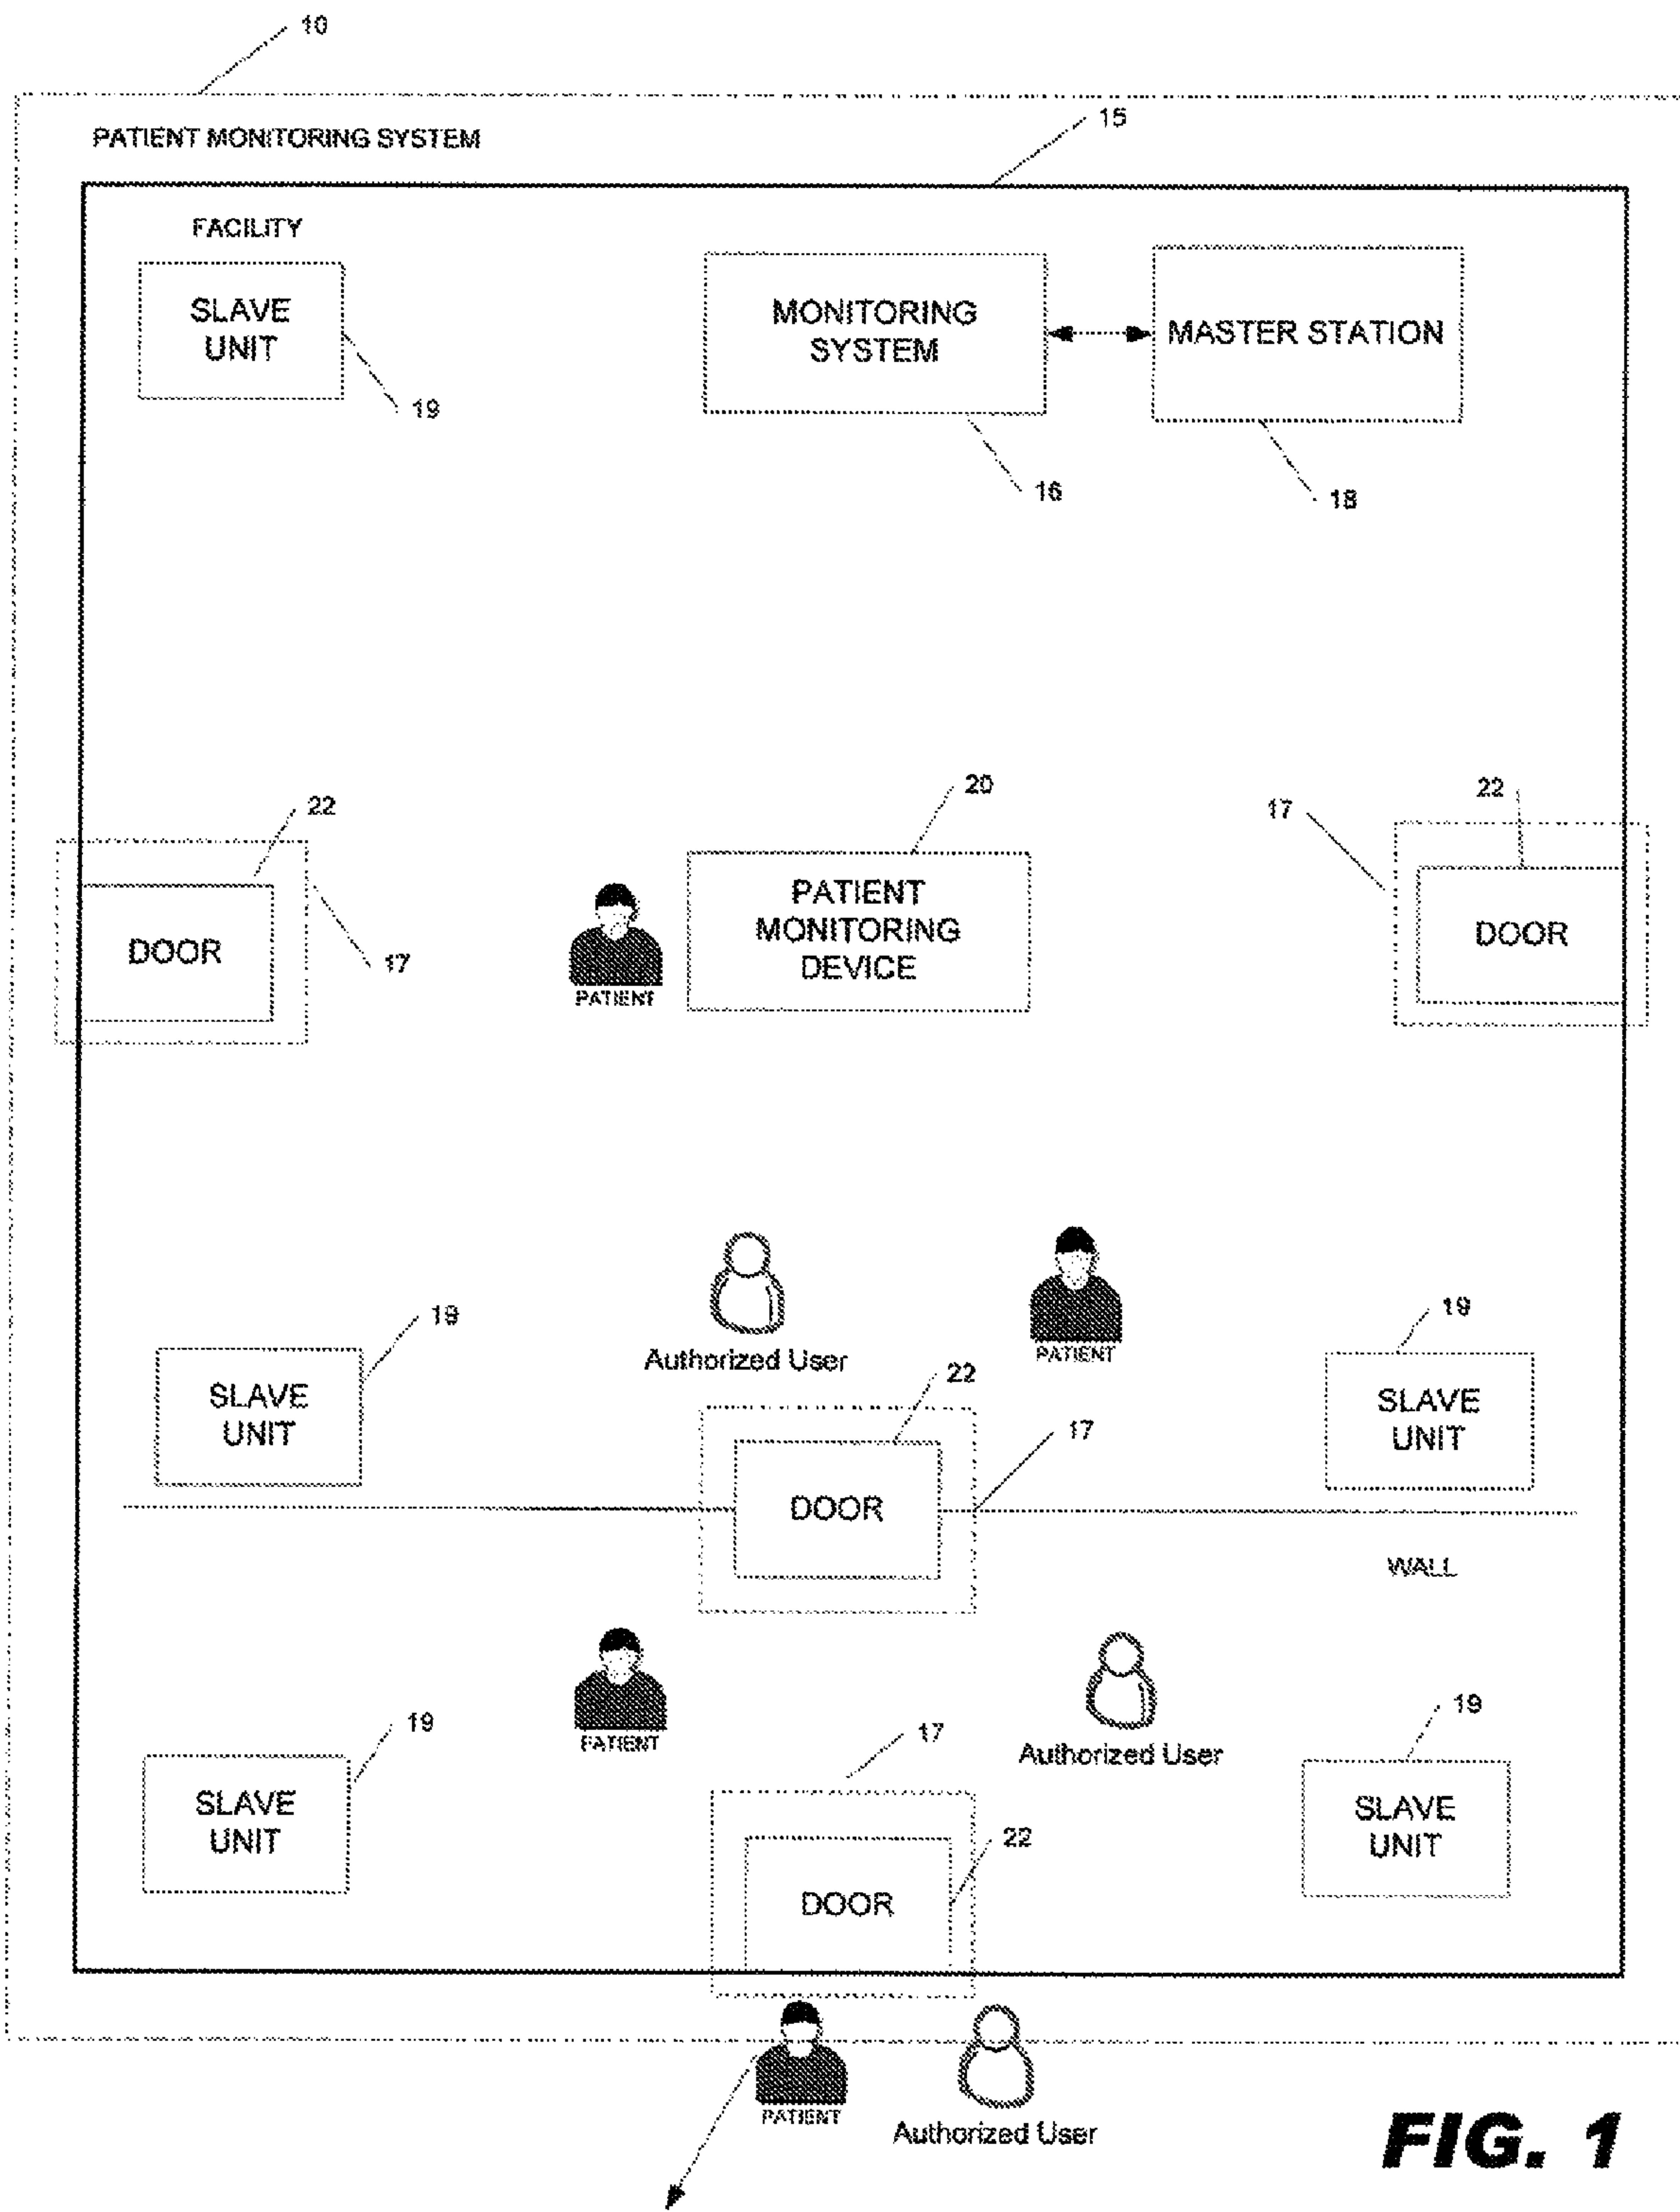 10
PATIENT MONITORING SYSTEM
15
FACILITY
SLAVE
UNIT
19
MONITORING
SYSTEM
16
MASTER STATION
18
22
DOOR
17
PATIENT
20
PATIENT
MONITORING
DEVICE
17
22
DOOR
Authorized User
PATIENT
19
SLAVE
UNIT
22
DOOR
17
19
SLAVE
UNIT
WALL
PATIENT
Authorized User
19
SLAVE
UNIT
17
22
DOOR
19
SLAVE
UNIT
PATIENT
Authorized User
FIG. 1